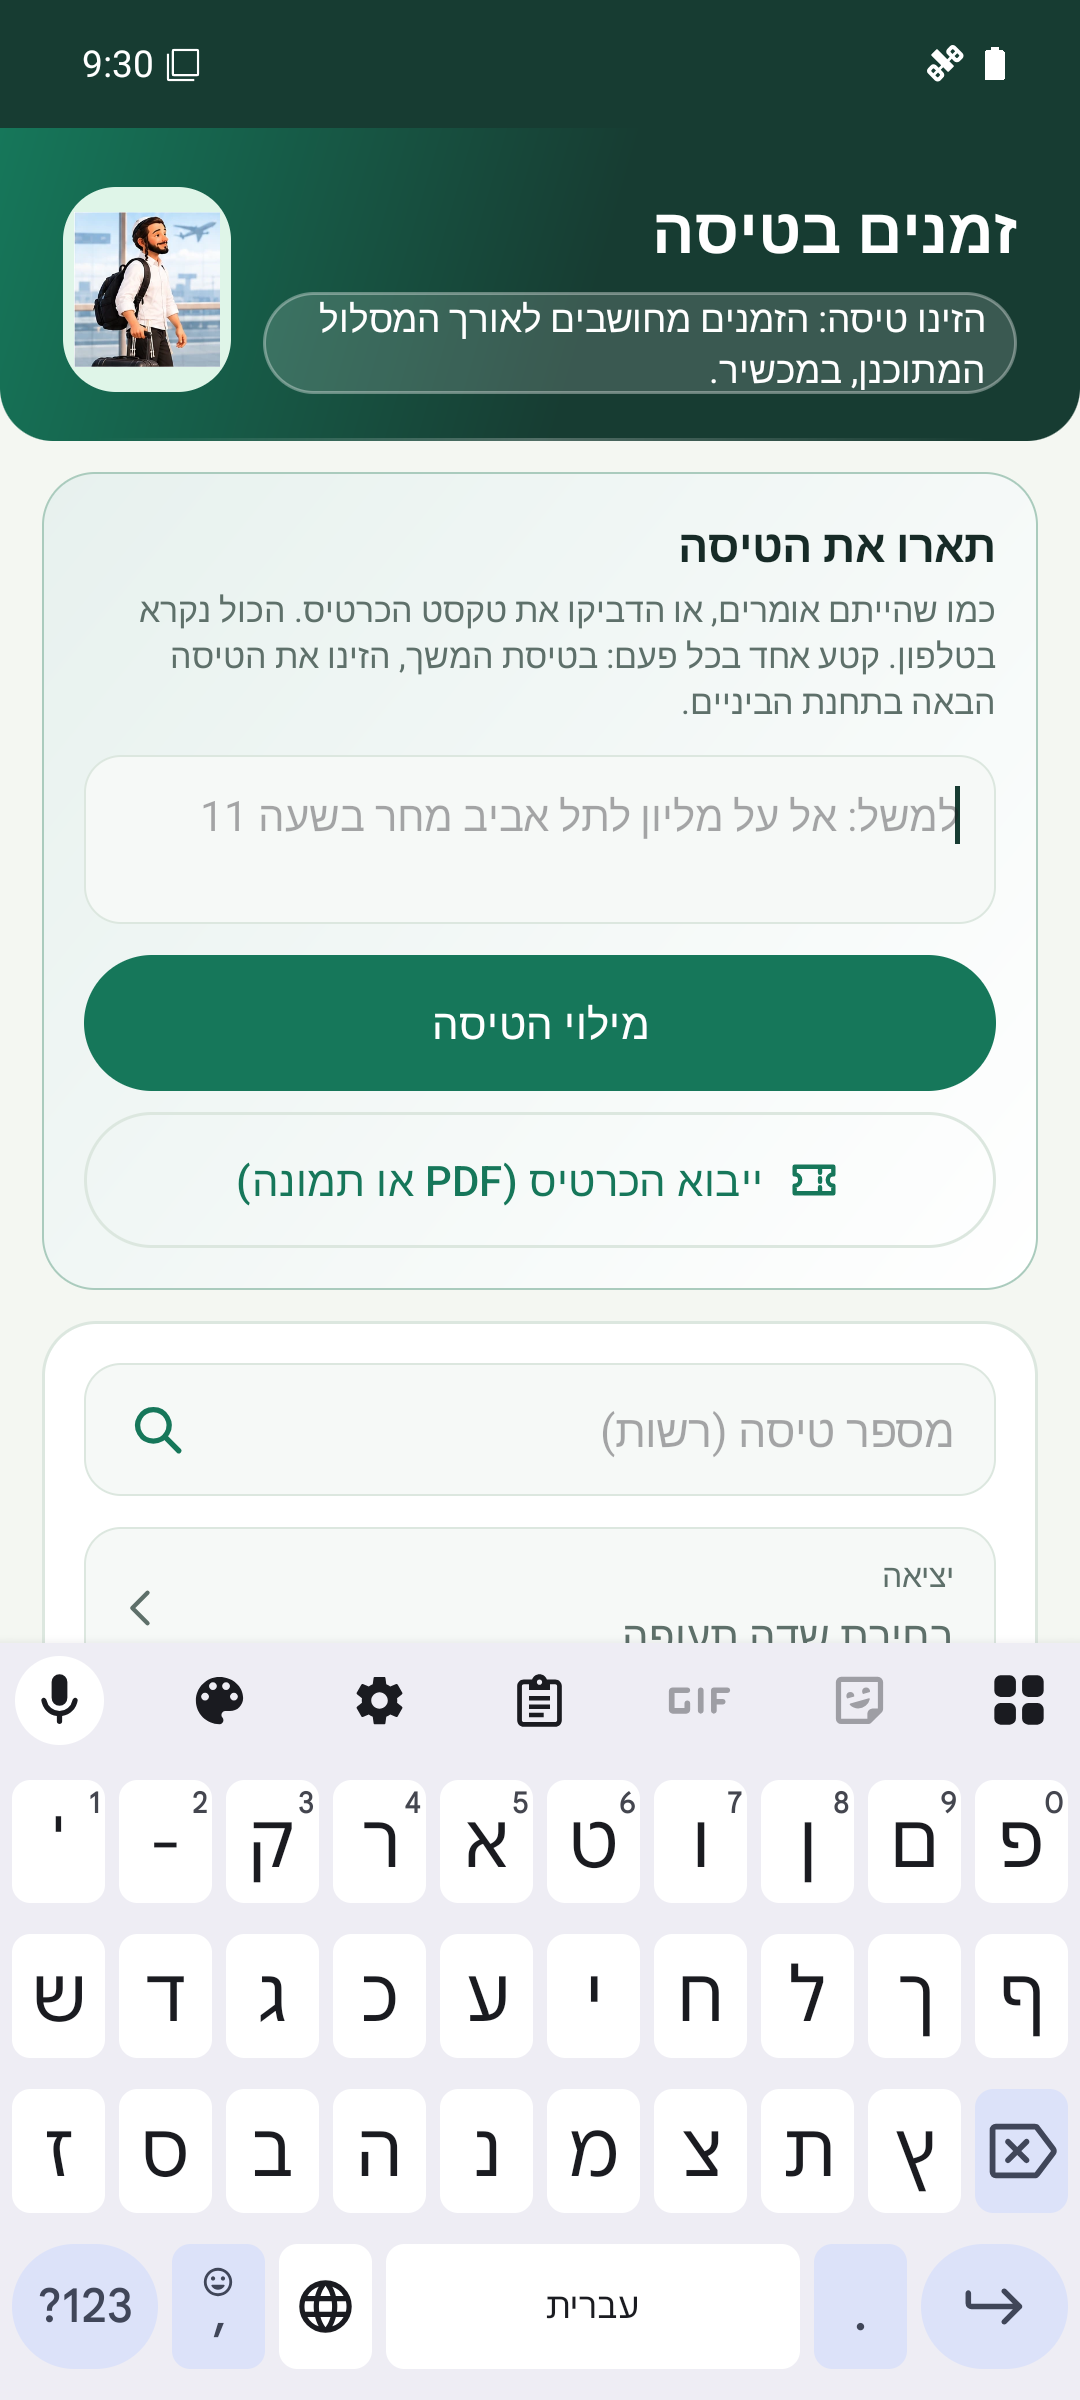 9:30
זמנים בטיסה
הזינו טיסה: הזמנים מחושבים לאורך המסלול
המתוכנן, במכשיר.
תארו את הטיסה
כמו שהייתם אומרים, או הדביקו את טקסט הכרטיס. הכול נקרא
בטלפון. קטע אחד בכל פעם: בטיסת המשך, הזינו את הטיסה
הבאה בתחנת הביניים.
למשל: אל על מליון לתל אביב מחר בשעה 11
מילוי הטיסה
ייבוא הכרטיס (PDF או תמונה)
מספר טיסה (רשות)
יציאה
בחירת שדה תעופה
GIF
' 1 - 2 ק 3 ר 4 א 5 ט 6 ו 7 ן 8 ם 9 פ 0
ש ד ג כ ע י ח ל ך ף
ז ס ב ה נ מ צ ת ץ
?123 , עברית .